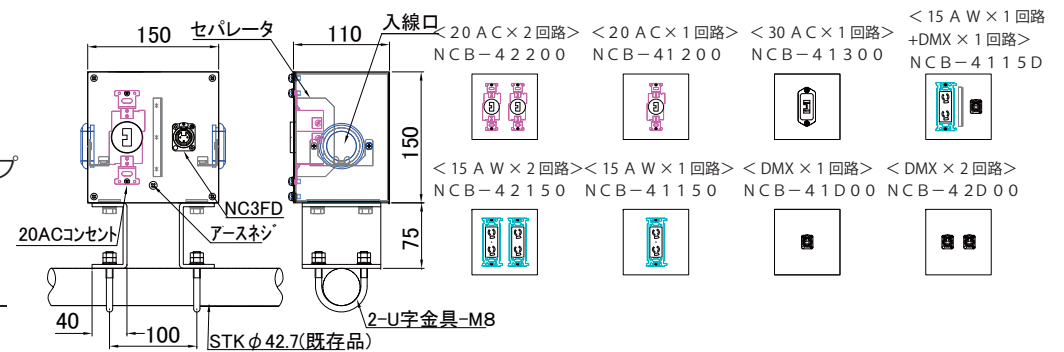 プ
150
セパレータ
110
入線口
150
75
NC3FD
アースネジ
20ACコンセント
40
100
STKφ42.7(既存品)
2-U字金具-M8
<20AC×2回路>
NCB-42200
<20AC×1回路>
NCB-41200
<30AC×1回路>
NCB-41300
<15AW×1回路
+DMX×1回路>
NCB-4115D
<15AW×2回路>
NCB-42150
<15AW×1回路>
NCB-41150
<DMX×1回路>
NCB-41D00
<DMX×2回路>
NCB-42D00